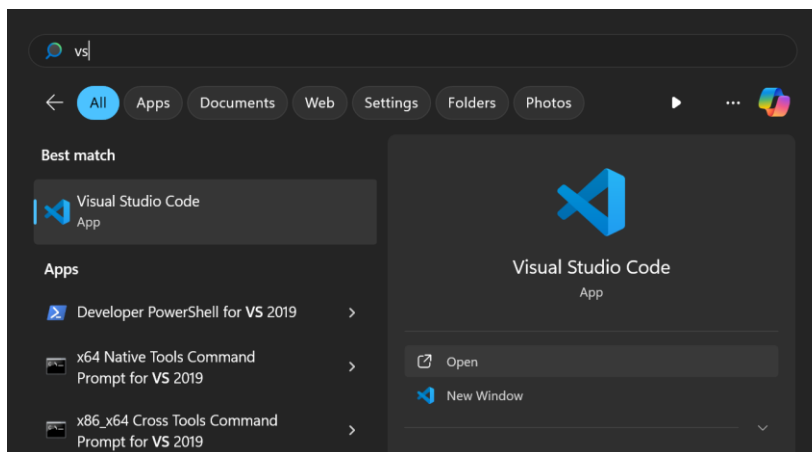 vs
All Apps Documents Web Settings Folders Photos
Best match
Visual Studio Code
App
Apps
Developer PowerShell for VS 2019
x64 Native Tools Command
Prompt for VS 2019
x86_x64 Cross Tools Command
Prompt for VS 2019
Visual Studio Code
App
Open
New Window